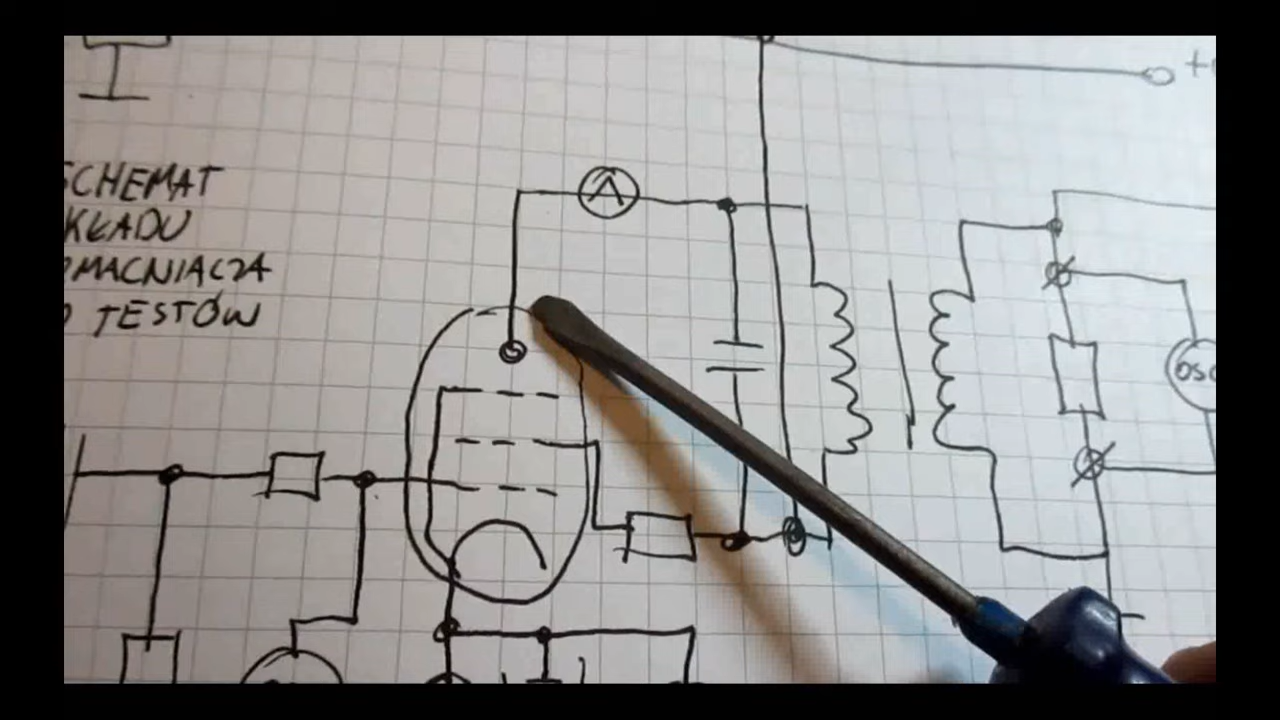 SCHEMAT
KŁADU
MACNIACZA
TESTÓW
A
+
OSC